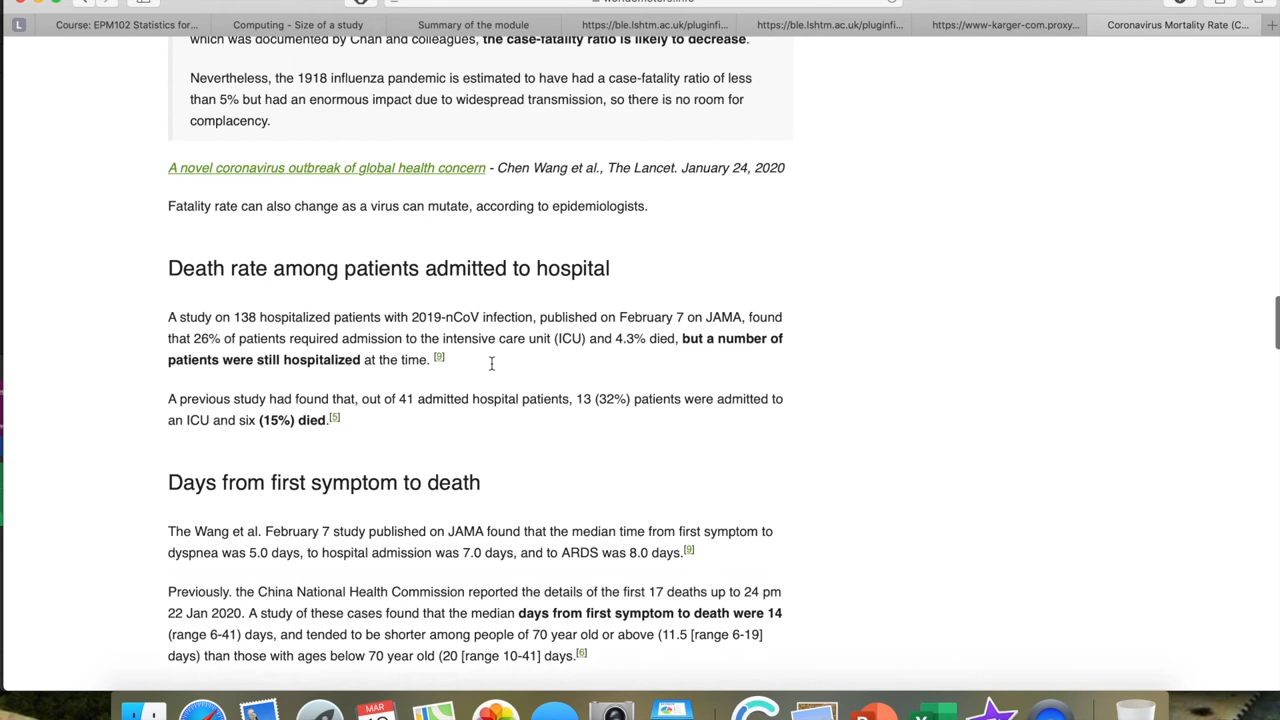 worldometers.info
L
Course: EPM102 Statistics for...
Computing - Size of a study
Summary of the module
https://ble.lshtm.ac.uk/pluginfi...
https://ble.lshtm.ac.uk/pluginfi...
https://www-karger-com.proxy...
Coronavirus Mortality Rate (C...
which was documented by Chan and colleagues, the case-fatality ratio is likely to decrease.
Nevertheless, the 1918 influenza pandemic is estimated to have had a case-fatality ratio of less
than 5% but had an enormous impact due to widespread transmission, so there is no room for
complacency.
A novel coronavirus outbreak of global health concern - Chen Wang et al., The Lancet. January 24, 2020
Fatality rate can also change as a virus can mutate, according to epidemiologists.
Death rate among patients admitted to hospital
A study on 138 hospitalized patients with 2019-nCoV infection, published on February 7 on JAMA, found
that 26% of patients required admission to the intensive care unit (ICU) and 4.3% died, but a number of
patients were still hospitalized at the time. [9]
A previous study had found that, out of 41 admitted hospital patients, 13 (32%) patients were admitted to
an ICU and six (15%) died.[5]
Days from first symptom to death
The Wang et al. February 7 study published on JAMA found that the median time from first symptom to
dyspnea was 5.0 days, to hospital admission was 7.0 days, and to ARDS was 8.0 days.[9]
Previously. the China National Health Commission reported the details of the first 17 deaths up to 24 pm
22 Jan 2020. A study of these cases found that the median days from first symptom to death were 14
(range 6-41) days, and tended to be shorter among people of 70 year old or above (11.5 [range 6-19]
days) than those with ages below 70 year old (20 [range 10-41] days.[6]
MAR